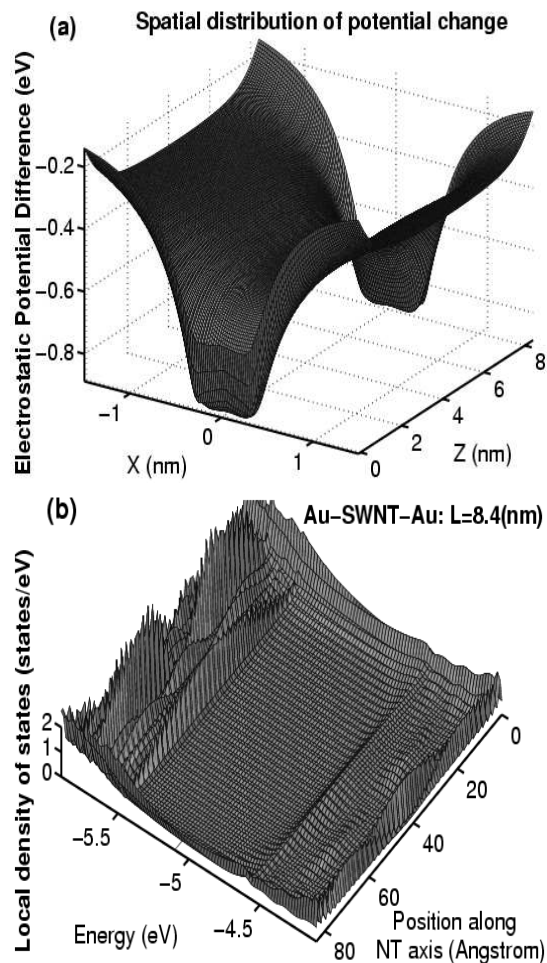 (a)
Spatial distribution of potential change
Electrostatic Potential Difference (eV)
−0.2
−0.4
−0.6
−0.8
−1
0
1
X (nm)
0
2
4
6
8
Z (nm)
(b)
Au−SWNT−Au: L=8.4(nm)
Local density of states (states/eV)
2
1
0
−5.5
−5
−4.5
Energy (eV)
0
20
40
60
80
Position along
NT axis (Angstrom)